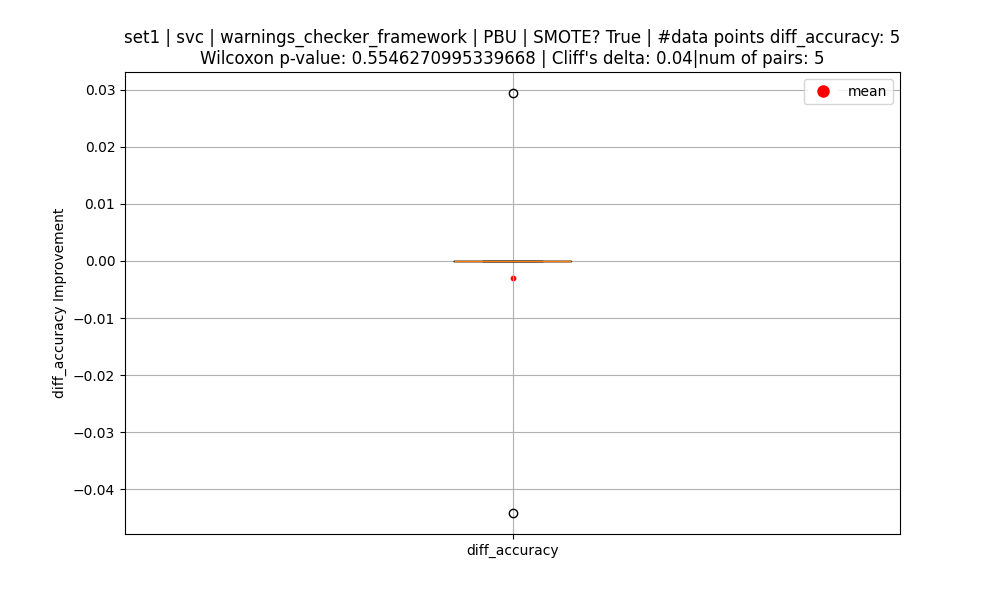 set1 | svc | warnings_checker_framework | PBU | SMOTE? True | #data points diff_accuracy: 5
Wilcoxon p-value: 0.5546270995339668 | Cliff's delta: 0.04|num of pairs: 5
mean
0.03
0.02
0.01
0.00
−0.01
−0.02
−0.03
−0.04
diff_accuracy Improvement
diff_accuracy